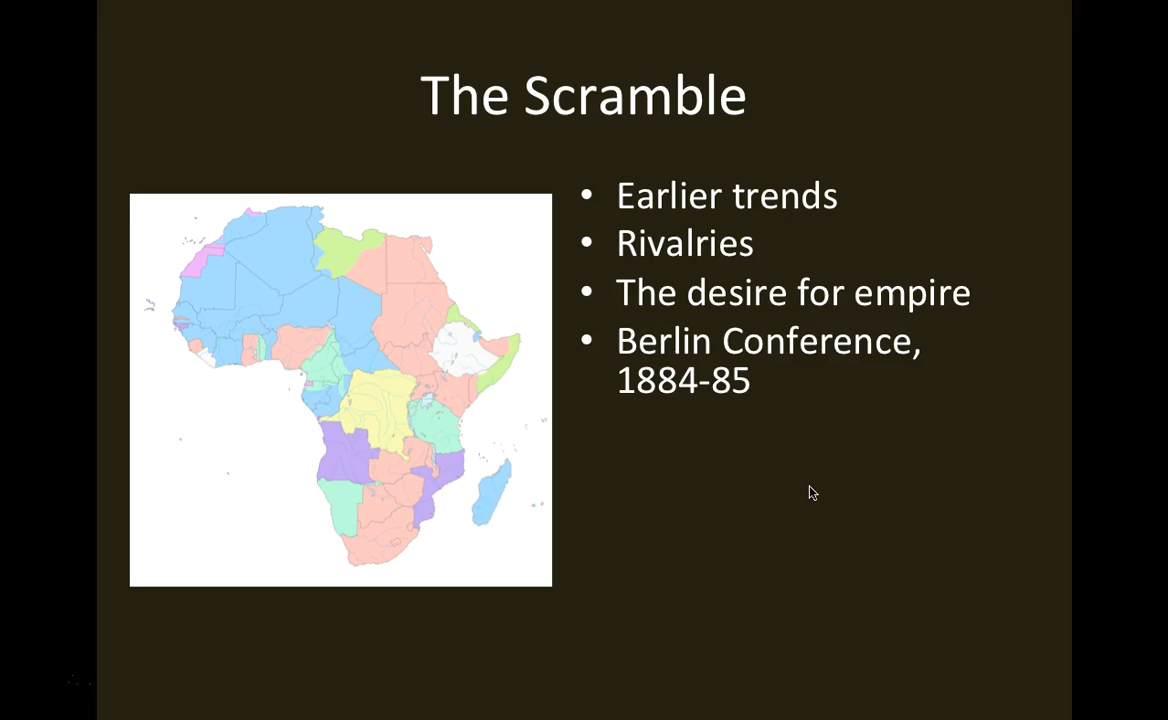 The Scramble
• Earlier trends
• Rivalries
• The desire for empire
• Berlin Conference,
1884-85